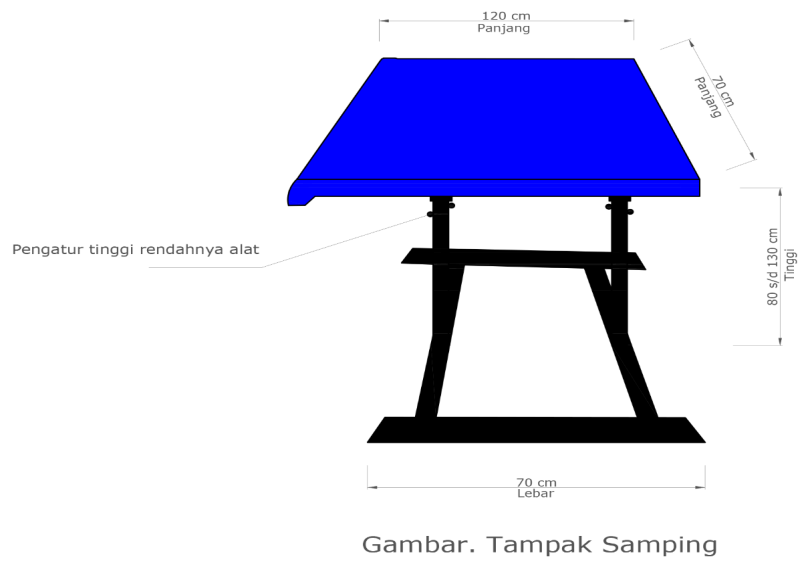 120 cm
Panjang
70 cm
Panjang
Pengatur tinggi rendahnya alat
80 s/d 130 cm
Tinggi
70 cm
Lebar
Gambar. Tampak Samping